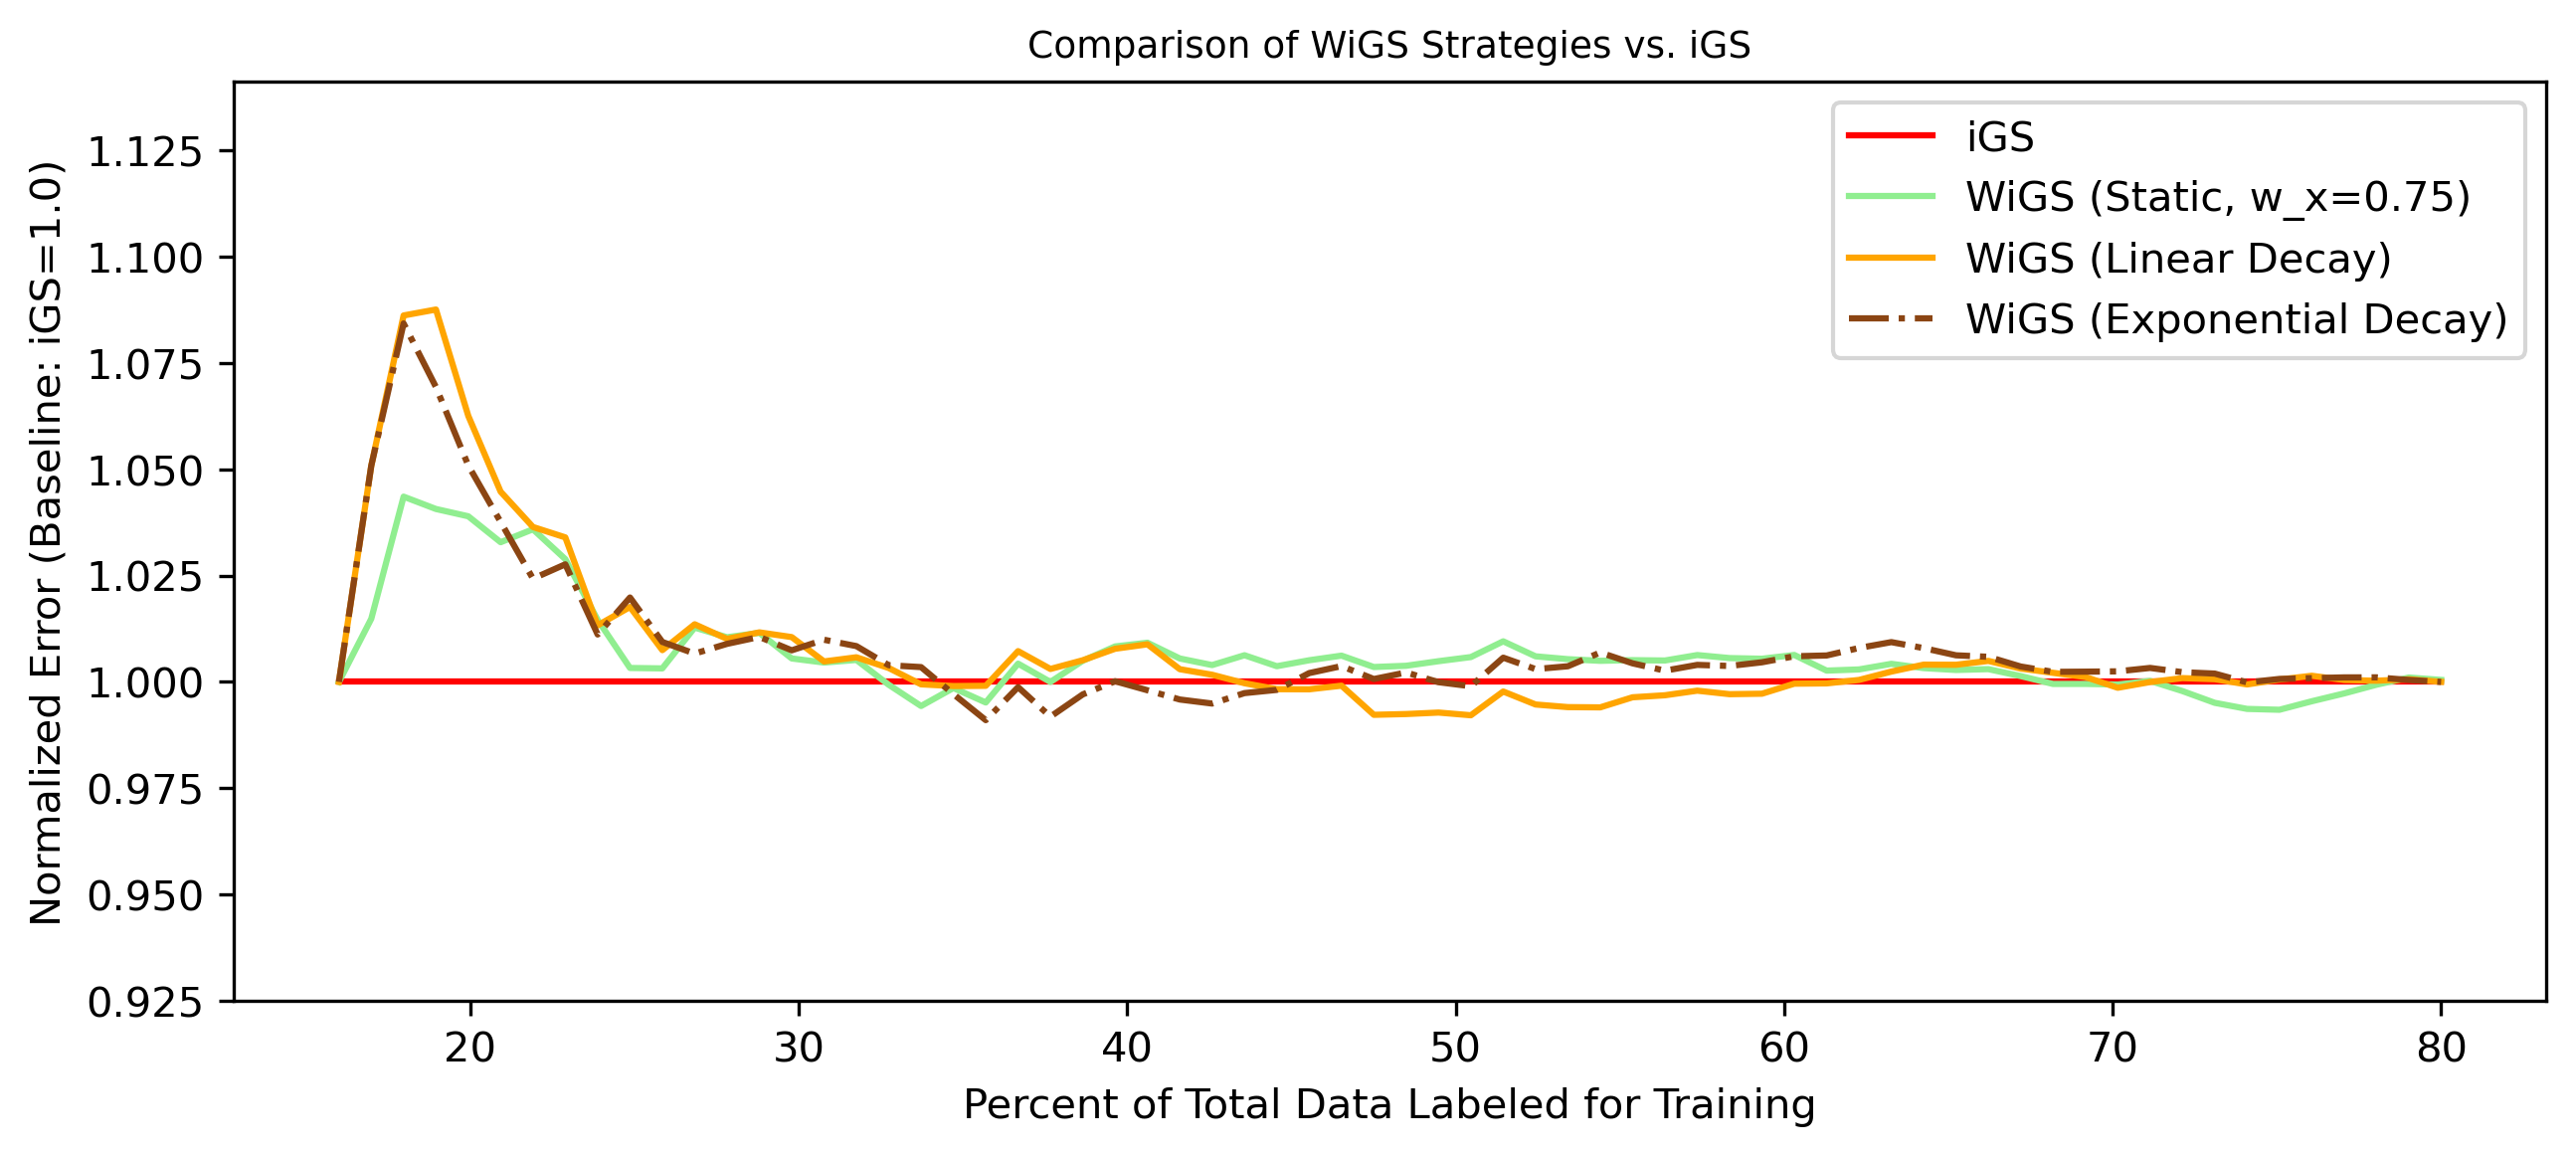 Comparison of WiGS Strategies vs. iGS
Normalized Error (Baseline: iGS=1.0)
1.125
1.100
1.075
1.050
1.025
1.000
0.975
0.950
0.925
iGS
WiGS (Static, w_x=0.75)
WiGS (Linear Decay)
WiGS (Exponential Decay)
20 30 40 50 60 70 80
Percent of Total Data Labeled for Training